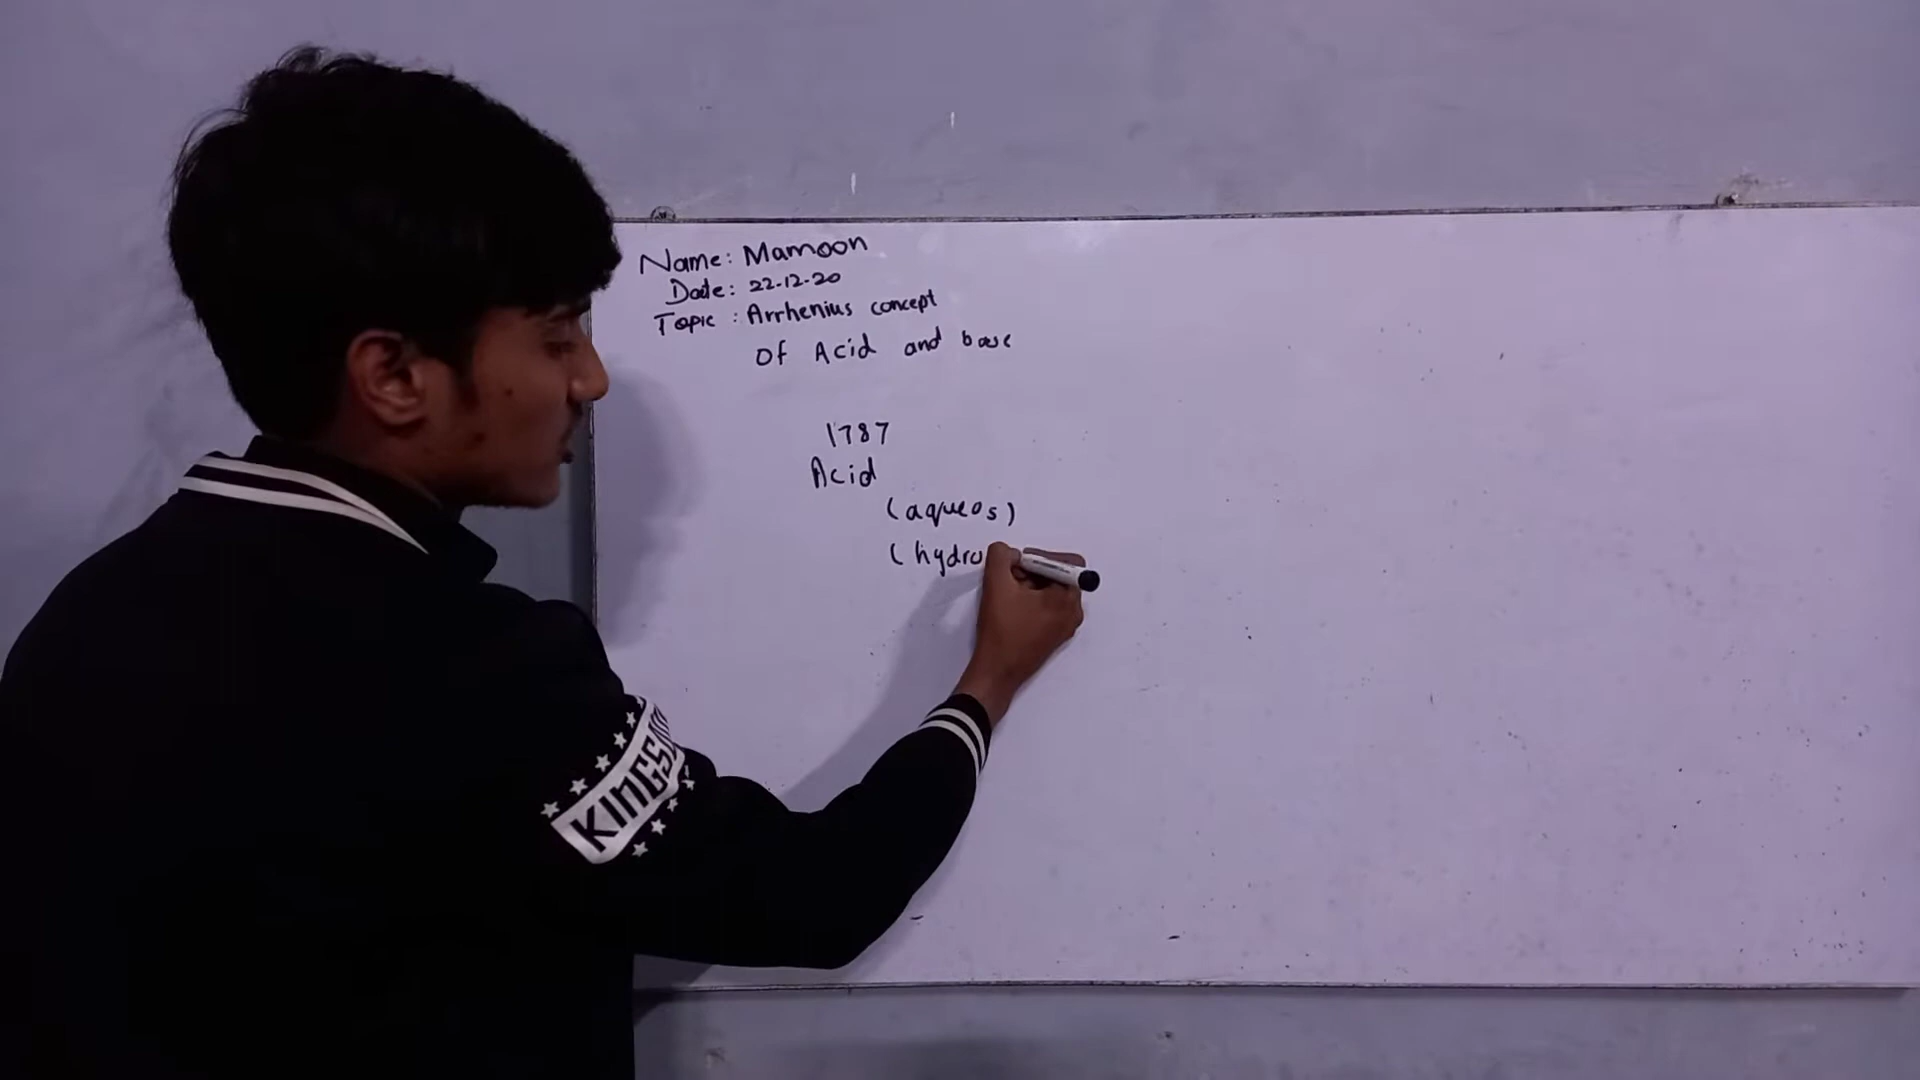 Name: Mamoon
Date: 22-12-20
Topic : Arrhenius concept
Of Acid and base
1787
Acid
(aqueos)
(hydro
KINGS